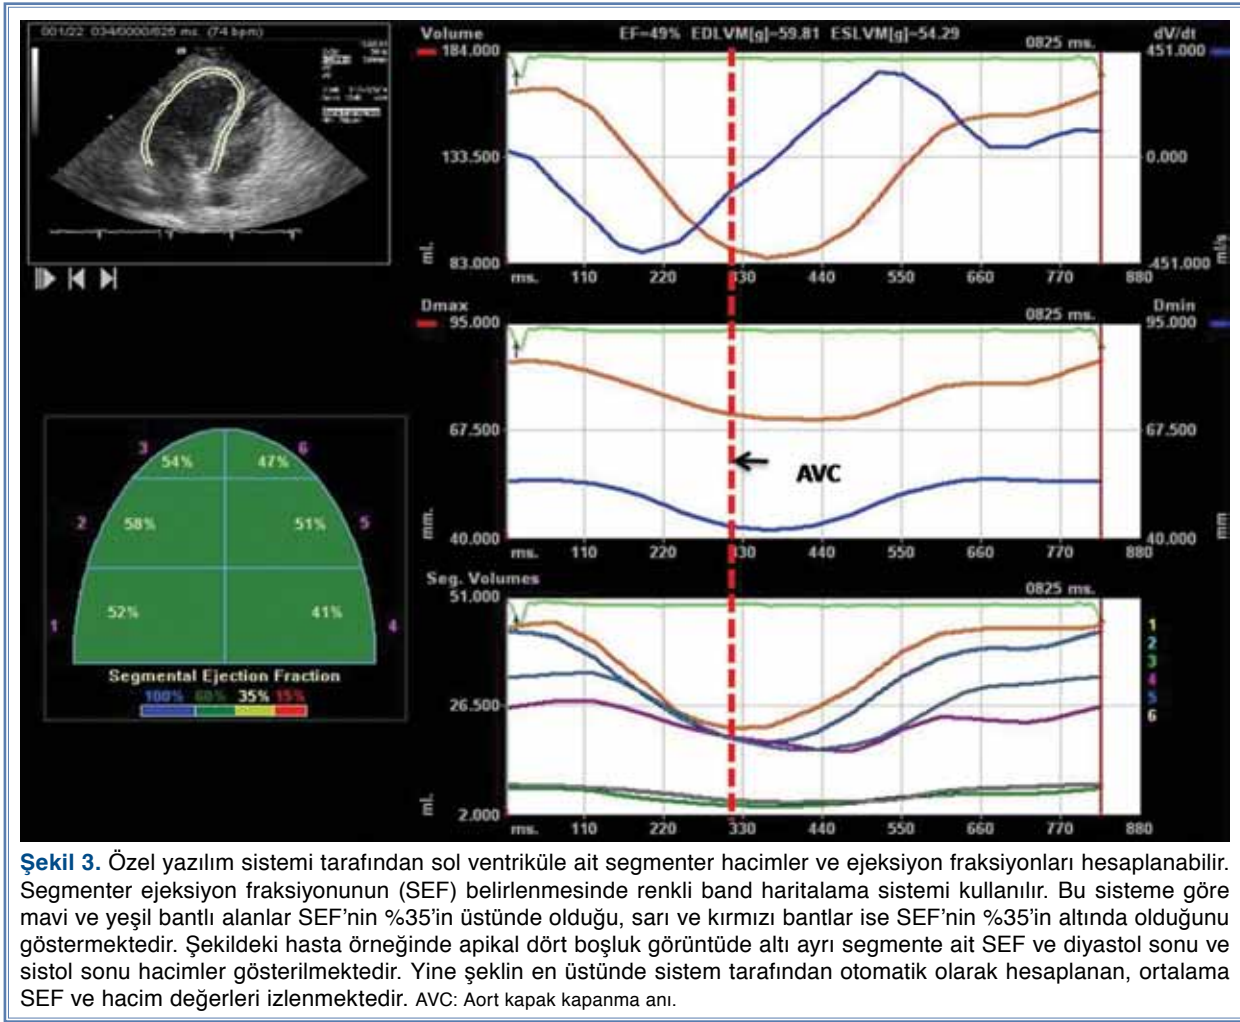 001/22 034/0000/826 ms. (74 bpm)
Volume
EF=49% EDLVM[g]=59.81 ESLVM[g]=54.29
dV/dt
184.000
0825 ms.
451.000
133.500
0.000
ml.
83.000
ms.
110
220
330
440
550
660
770
880
-451.000
ml/s
Dmax
Dmin
95.000
0825 ms.
95.000
67.500
67.500
AVC
mm.
40.000
ms.
110
220
330
440
550
660
770
880
40.000
mm
Seg. Volumes
51.000
0825 ms.
1
2
3
4
5
6
26.500
ml.
2.000
ms.
110
220
330
440
550
660
770
880
3
54%
47%
6
2
58%
51%
5
1
52%
41%
4
Segmental Ejection Fraction
100% 60% 35% 15%
Şekil 3. Özel yazılım sistemi tarafından sol ventriküle ait segmenter hacimler ve ejeksiyon fraksiyonları hesaplanabilir.
Segmenter ejeksiyon fraksiyonunun (SEF) belirlenmesinde renkli band haritalama sistemi kullanılır. Bu sisteme göre
mavi ve yeşil bantlı alanlar SEF’nin %35’in üstünde olduğu, sarı ve kırmızı bantlar ise SEF’nin %35’in altında olduğunu
göstermektedir. Şekildeki hasta örneğinde apikal dört boşluk görüntüde altı ayrı segmente ait SEF ve diyastol sonu ve
sistol sonu hacimler gösterilmektedir. Yine şeklin en üstünde sistem tarafından otomatik olarak hesaplanan, ortalama
SEF ve hacim değerleri izlenmektedir. AVC: Aort kapak kapanma anı.